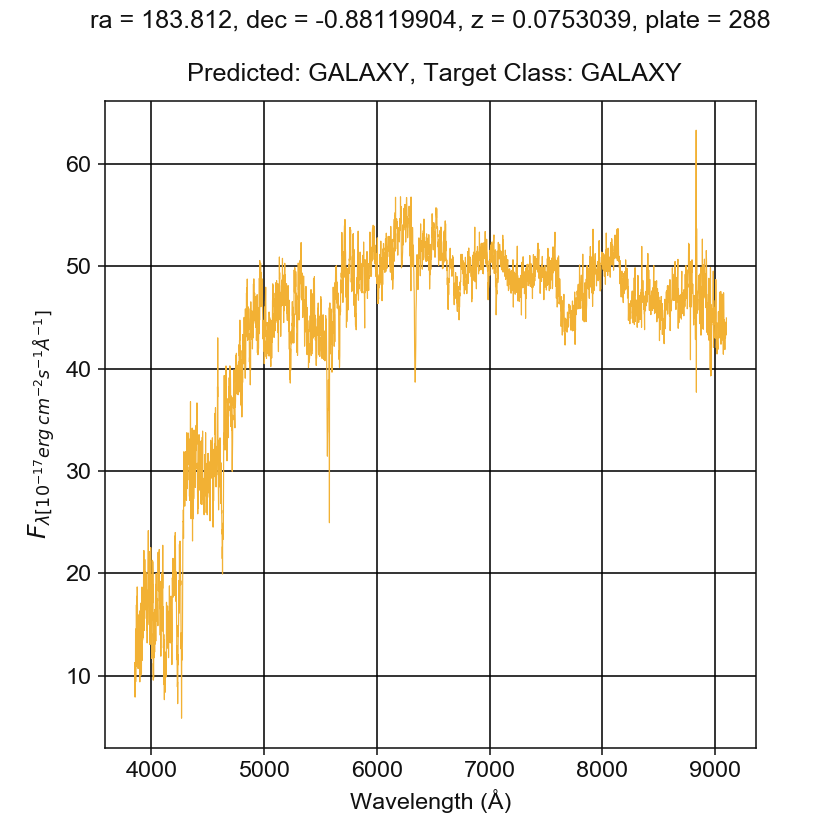 ra = 183.812, dec = -0.88119904, z = 0.0753039, plate = 288
Predicted: GALAXY, Target Class: GALAXY
60
50
40
30
20
10
F_λ[10^−17 erg cm^−2 s^−1 Å^−1]
4000 5000 6000 7000 8000 9000
Wavelength (Å)